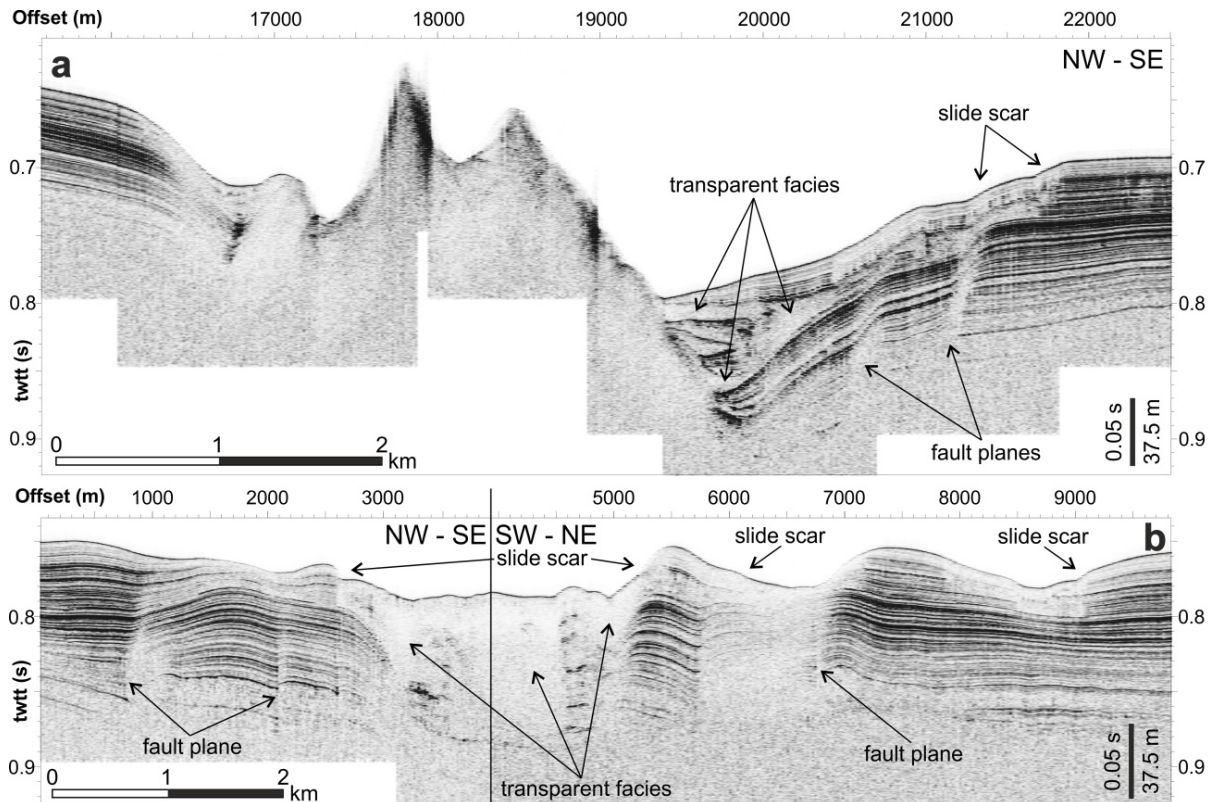 Offset (m) 17000 18000 19000 20000 21000 22000
a NW - SE
slide scar
0.7 0.7
transparent facies
0.8 0.8
twtt (s)
0.05 s
37.5 m
fault planes
0.9 0.9
0 1 2
km
Offset (m) 1000 2000 3000 5000 6000 7000 8000 9000
NW - SE SW - NE slide scar slide scar b
slide scar
0.8 0.8
twtt (s)
0.05 s
37.5 m
fault plane fault plane
0.9 0.9
0 1 2 transparent facies
km